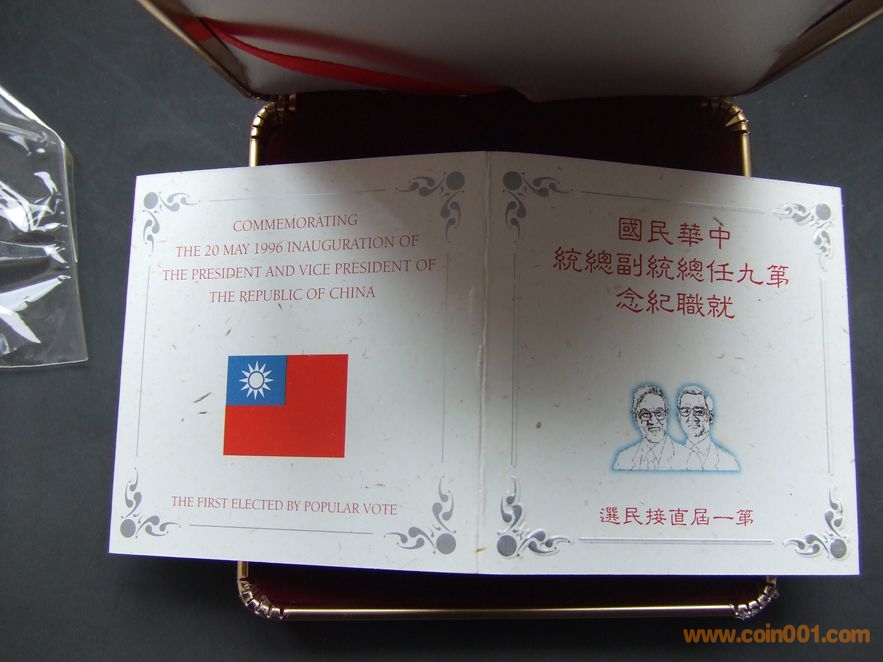 COMMEMORATING
THE 20 MAY 1996 INAUGURATION OF
THE PRESIDENT AND VICE PRESIDENT OF
THE REPUBLIC OF CHINA
THE FIRST ELECTED BY POPULAR VOTE
中華民國
第九任總統副總統
就職紀念
第一屆直接民選
www.coin001.com